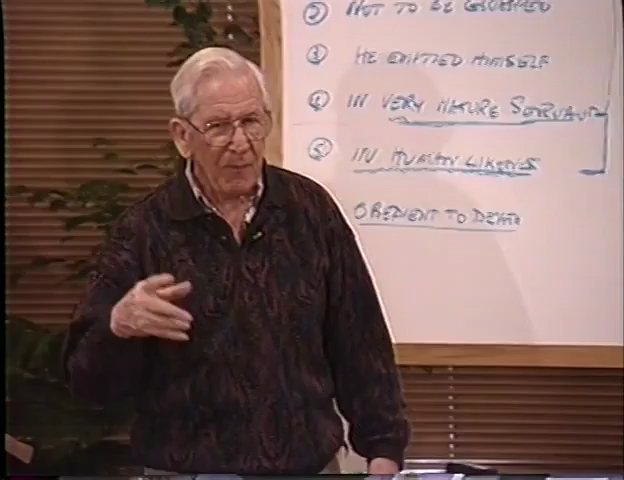 ② NOT TO BE GRASPED
③ HE EMPTIED HIMSELF
④ IN VERY NATURE SERVANT
⑤ IN HUMAN LIKENESS
OBEDIENT TO DEATH